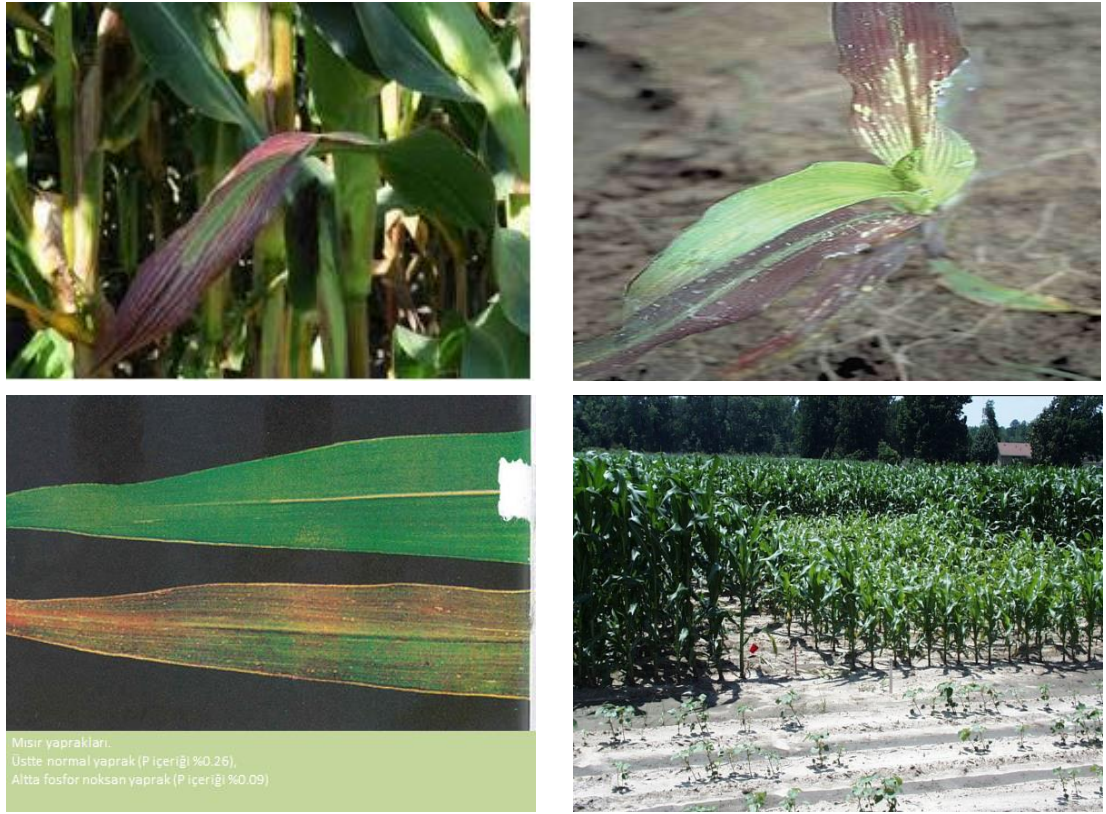 Mısır yaprakları.
Üstte normal yaprak (P içeriği %0.26),
Altta fosfor noksan yaprak (P içeriği %0.09)